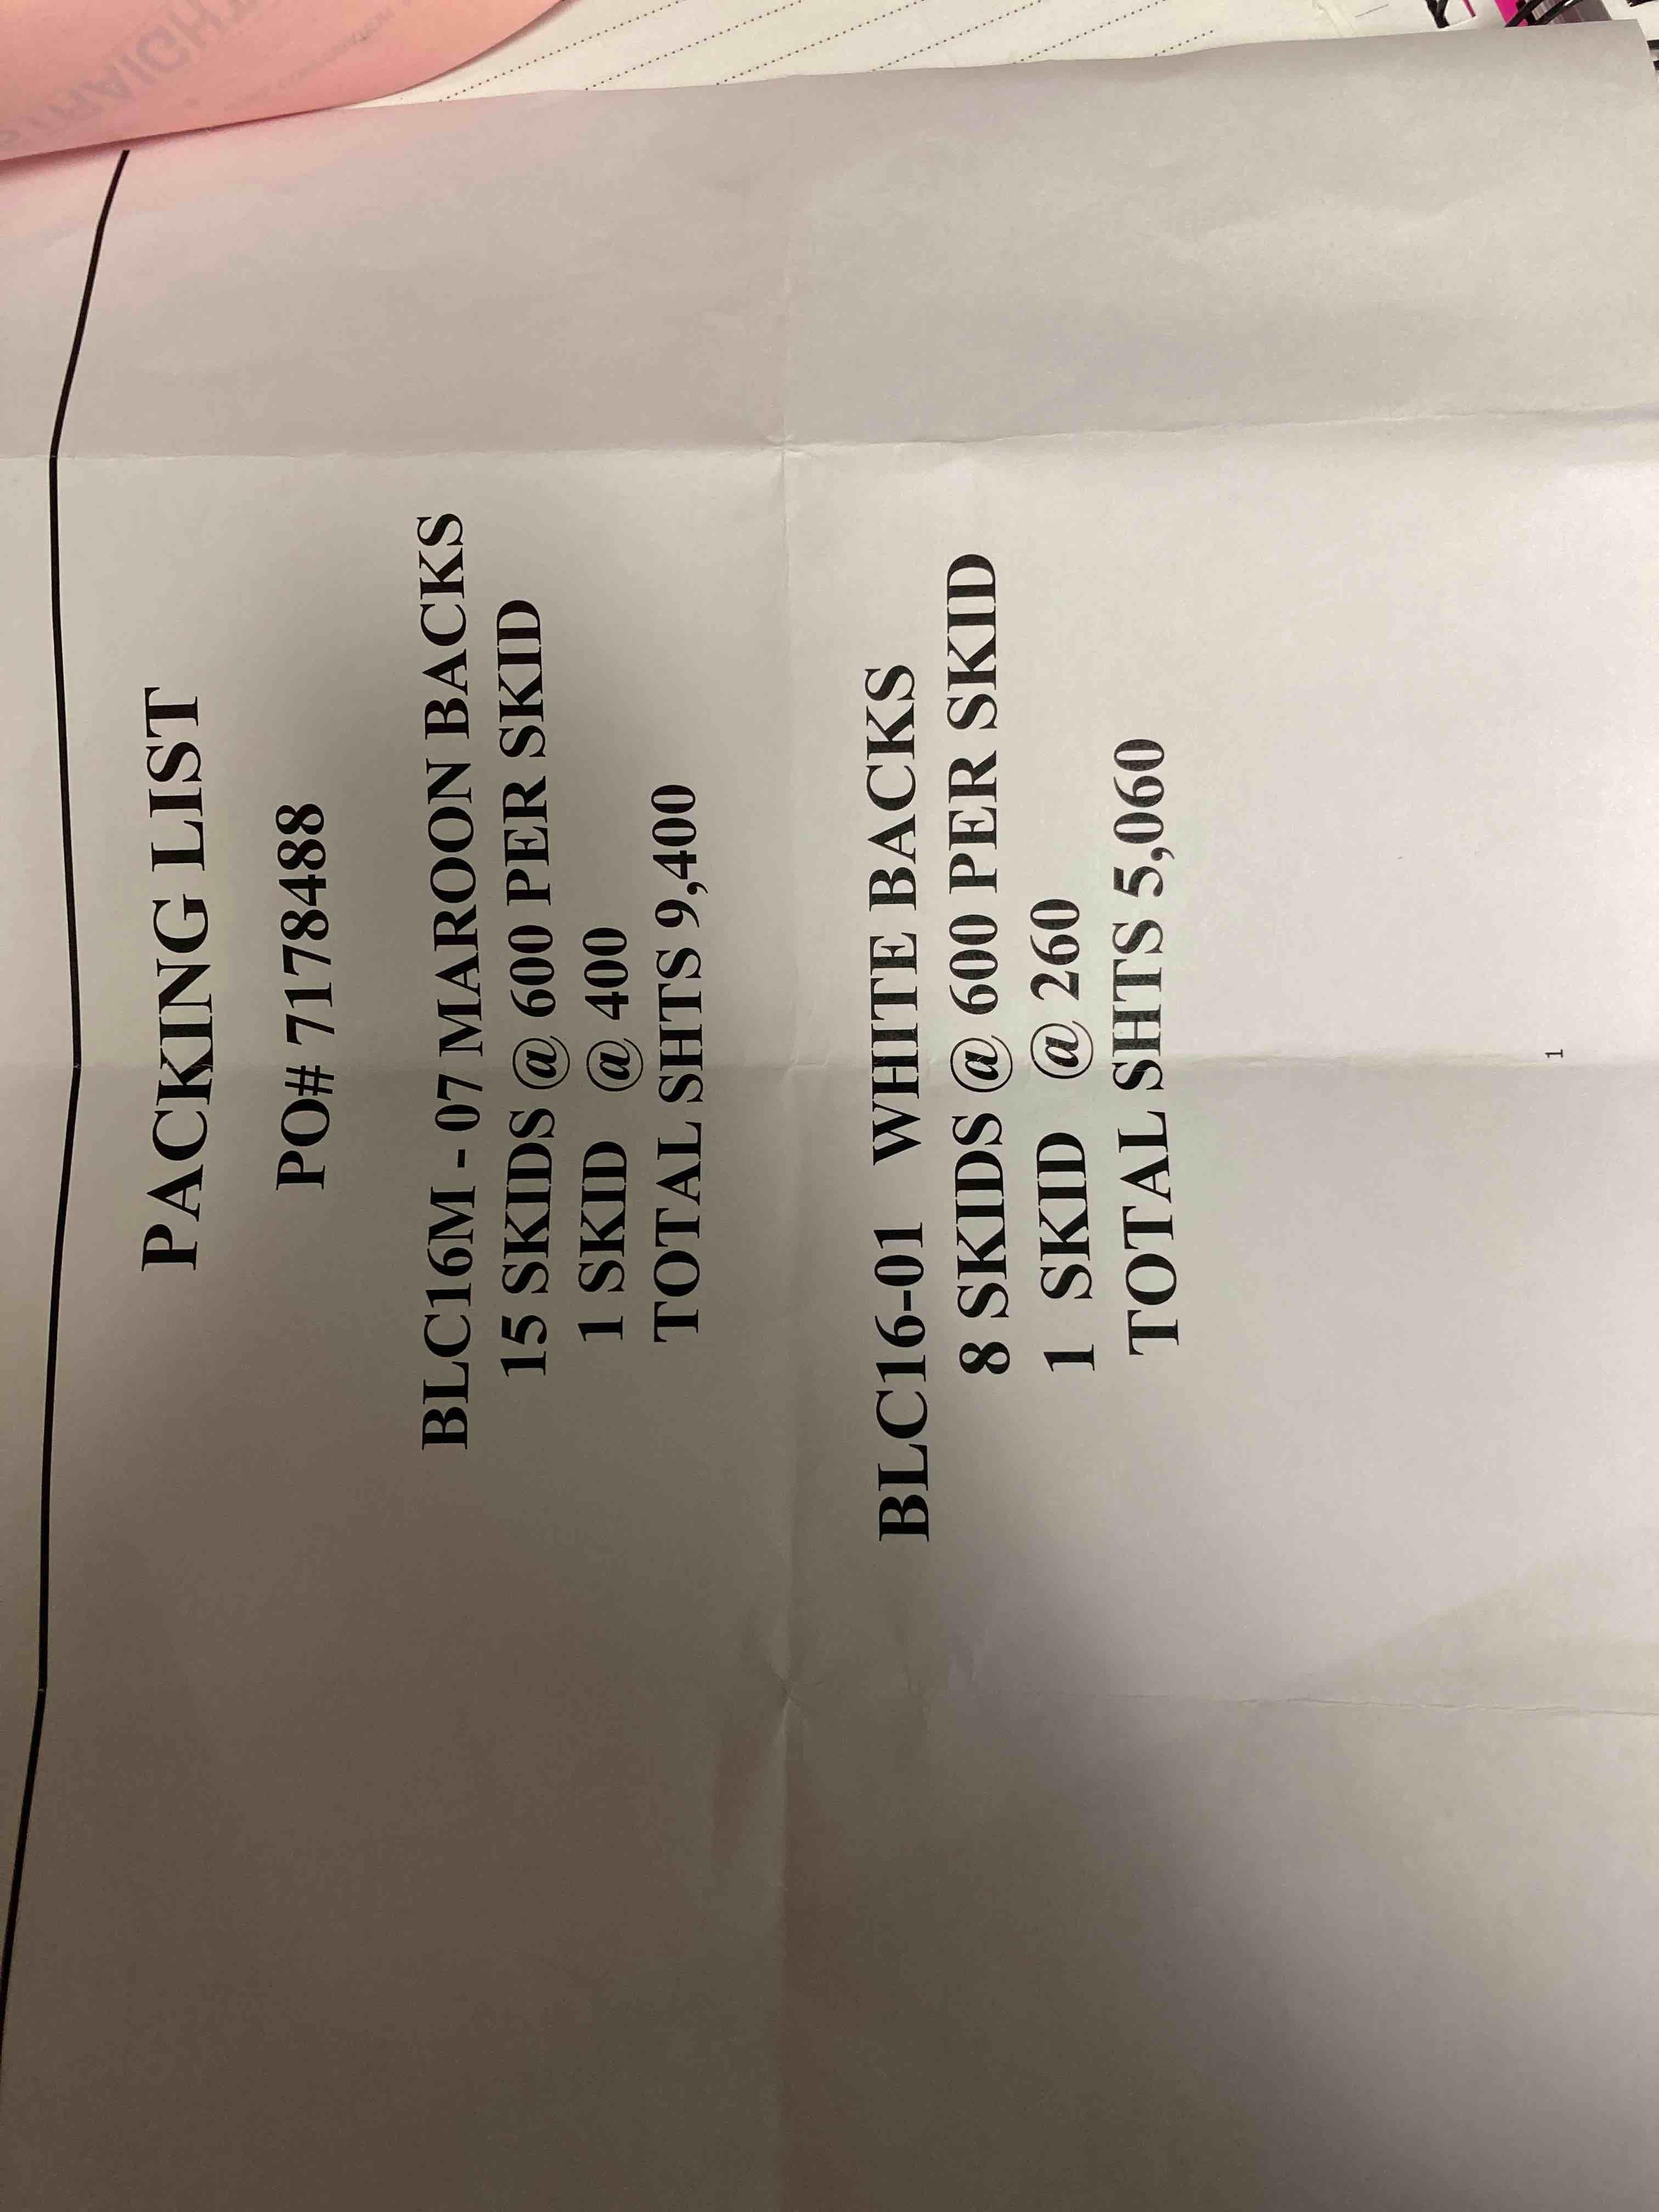 PACKING LIST
PO# 7178488
BLC16M - 07 MAROON BACKS
15 SKIDS @ 600 PER SKID
1 SKID @ 400
TOTAL SHTS 9,400
BLC16-01 WHITE BACKS
8 SKIDS @ 600 PER SKID
1 SKID @ 260
TOTAL SHTS 5,060
1